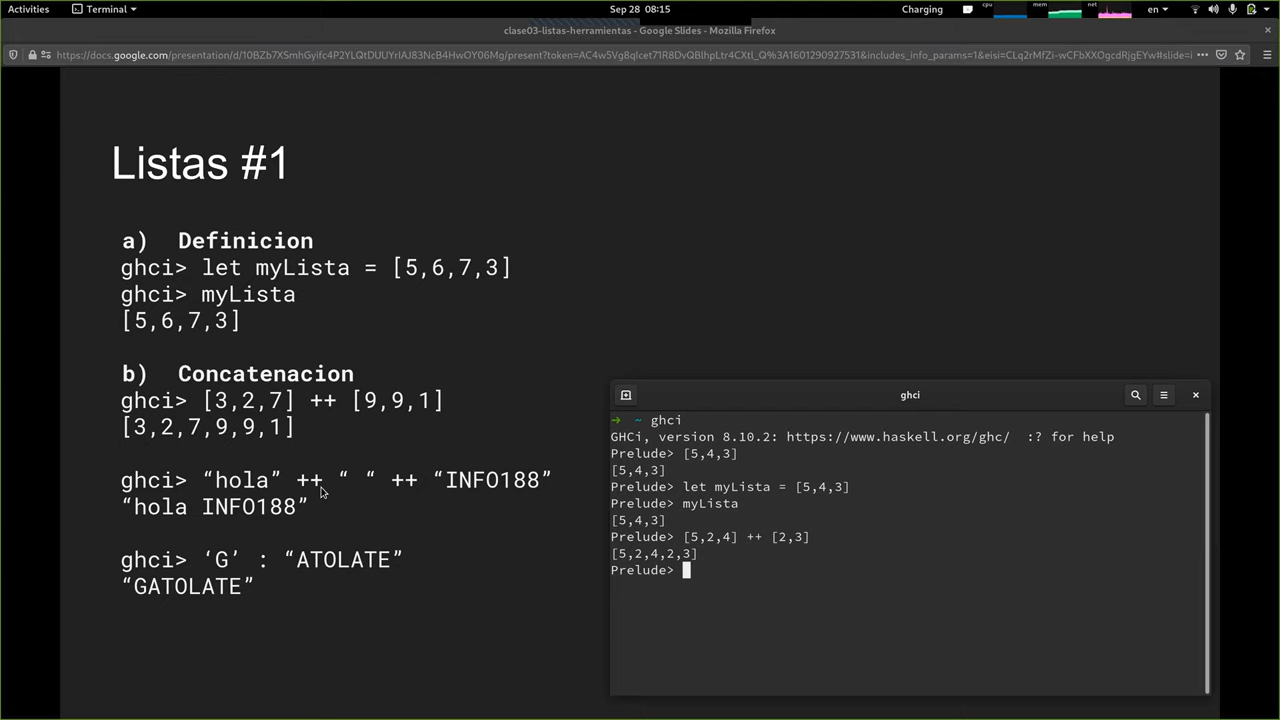 Activities
Terminal
Sep 28 08:15
Charging
cpu
mem
net
en
clase03-listas-herramientas - Google Slides - Mozilla Firefox
Listas #1
a) Definicion
ghci> let myLista = [5,6,7,3]
ghci> myLista
[5,6,7,3]
b) Concatenacion
ghci> [3,2,7] ++ [9,9,1]
[3,2,7,9,9,1]
ghci> “hola” ++ “ “ ++ “INFO188”
“hola INFO188”
ghci> ‘G’ : “ATOLATE”
“GATOLATE”
ghci
➜ ~ ghci
GHCi, version 8.10.2: https://www.haskell.org/ghc/ :? for help
Prelude> [5,4,3]
[5,4,3]
Prelude> let myLista = [5,4,3]
Prelude> myLista
[5,4,3]
Prelude> [5,2,4] ++ [2,3]
[5,2,4,2,3]
Prelude>